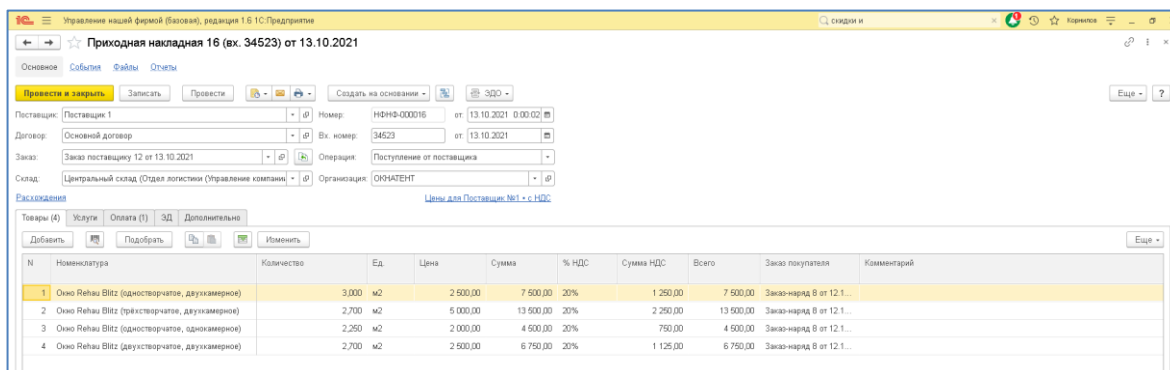 1С Управление нашей фирмой (базовая), редакция 1.6 1С:Предприятие скидки и × Корнилов
Приходная накладная 16 (вх. 34523) от 13.10.2021
Основное События Файлы Отчеты
Провести и закрыть Записать Провести Создать на основании ЭДО Еще ?
Поставщик: Поставщик 1 Номер: НФНФ-000016 от: 13.10.2021 0:00:02
Договор: Основной договор Вх. номер: 34523 от: 13.10.2021
Заказ: Заказ поставщику 12 от 13.10.2021 Операция: Поступление от поставщика
Склад: Центральный склад (Отдел логистики (Управление компани Организация: ОКНАТЕНТ
Расхождения Цены для Поставщик №1 • с НДС
Товары (4) Услуги Оплата (1) ЭД Дополнительно
Добавить Подобрать Изменить Еще
N Номенклатура Количество Ед. Цена Сумма % НДС Сумма НДС Всего Заказ покупателя Комментарий
1 Окно Rehau Blitz (одностворчатое, двухкамерное) 3,000 м2 2 500,00 7 500,00 20% 1 250,00 7 500,00 Заказ-наряд 8 от 12.1...
2 Окно Rehau Blitz (трёхстворчатое, двухкамерное) 2,700 м2 5 000,00 13 500,00 20% 2 250,00 13 500,00 Заказ-наряд 8 от 12.1...
3 Окно Rehau Blitz (одностворчатое, однокамерное) 2,250 м2 2 000,00 4 500,00 20% 750,00 4 500,00 Заказ-наряд 8 от 12.1...
4 Окно Rehau Blitz (двухстворчатое, двухкамерное) 2,700 м2 2 500,00 6 750,00 20% 1 125,00 6 750,00 Заказ-наряд 8 от 12.1...